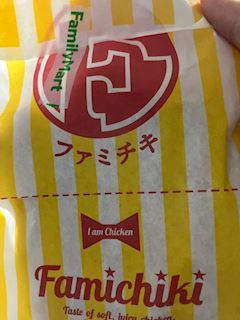 FamilyMart
ファミチキ
I am Chicken
Famichiki
Taste of soft, juicy chicken.